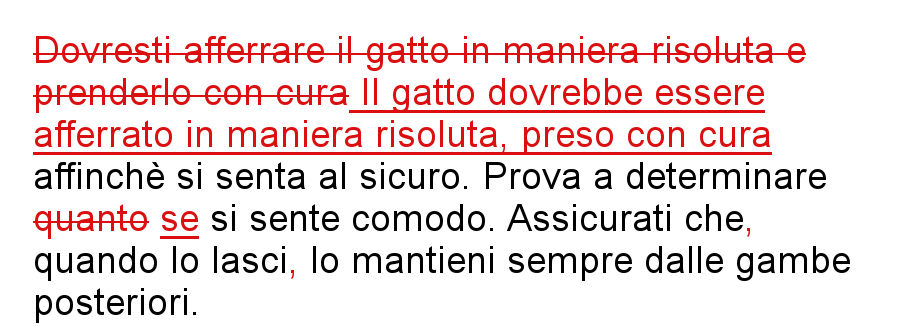 Dovresti afferrare il gatto in maniera risoluta e
prenderlo con cura Il gatto dovrebbe essere
afferrato in maniera risoluta, preso con cura
affinchè si senta al sicuro. Prova a determinare
quanto se si sente comodo. Assicurati che,
quando lo lasci, lo mantieni sempre dalle gambe
posteriori.